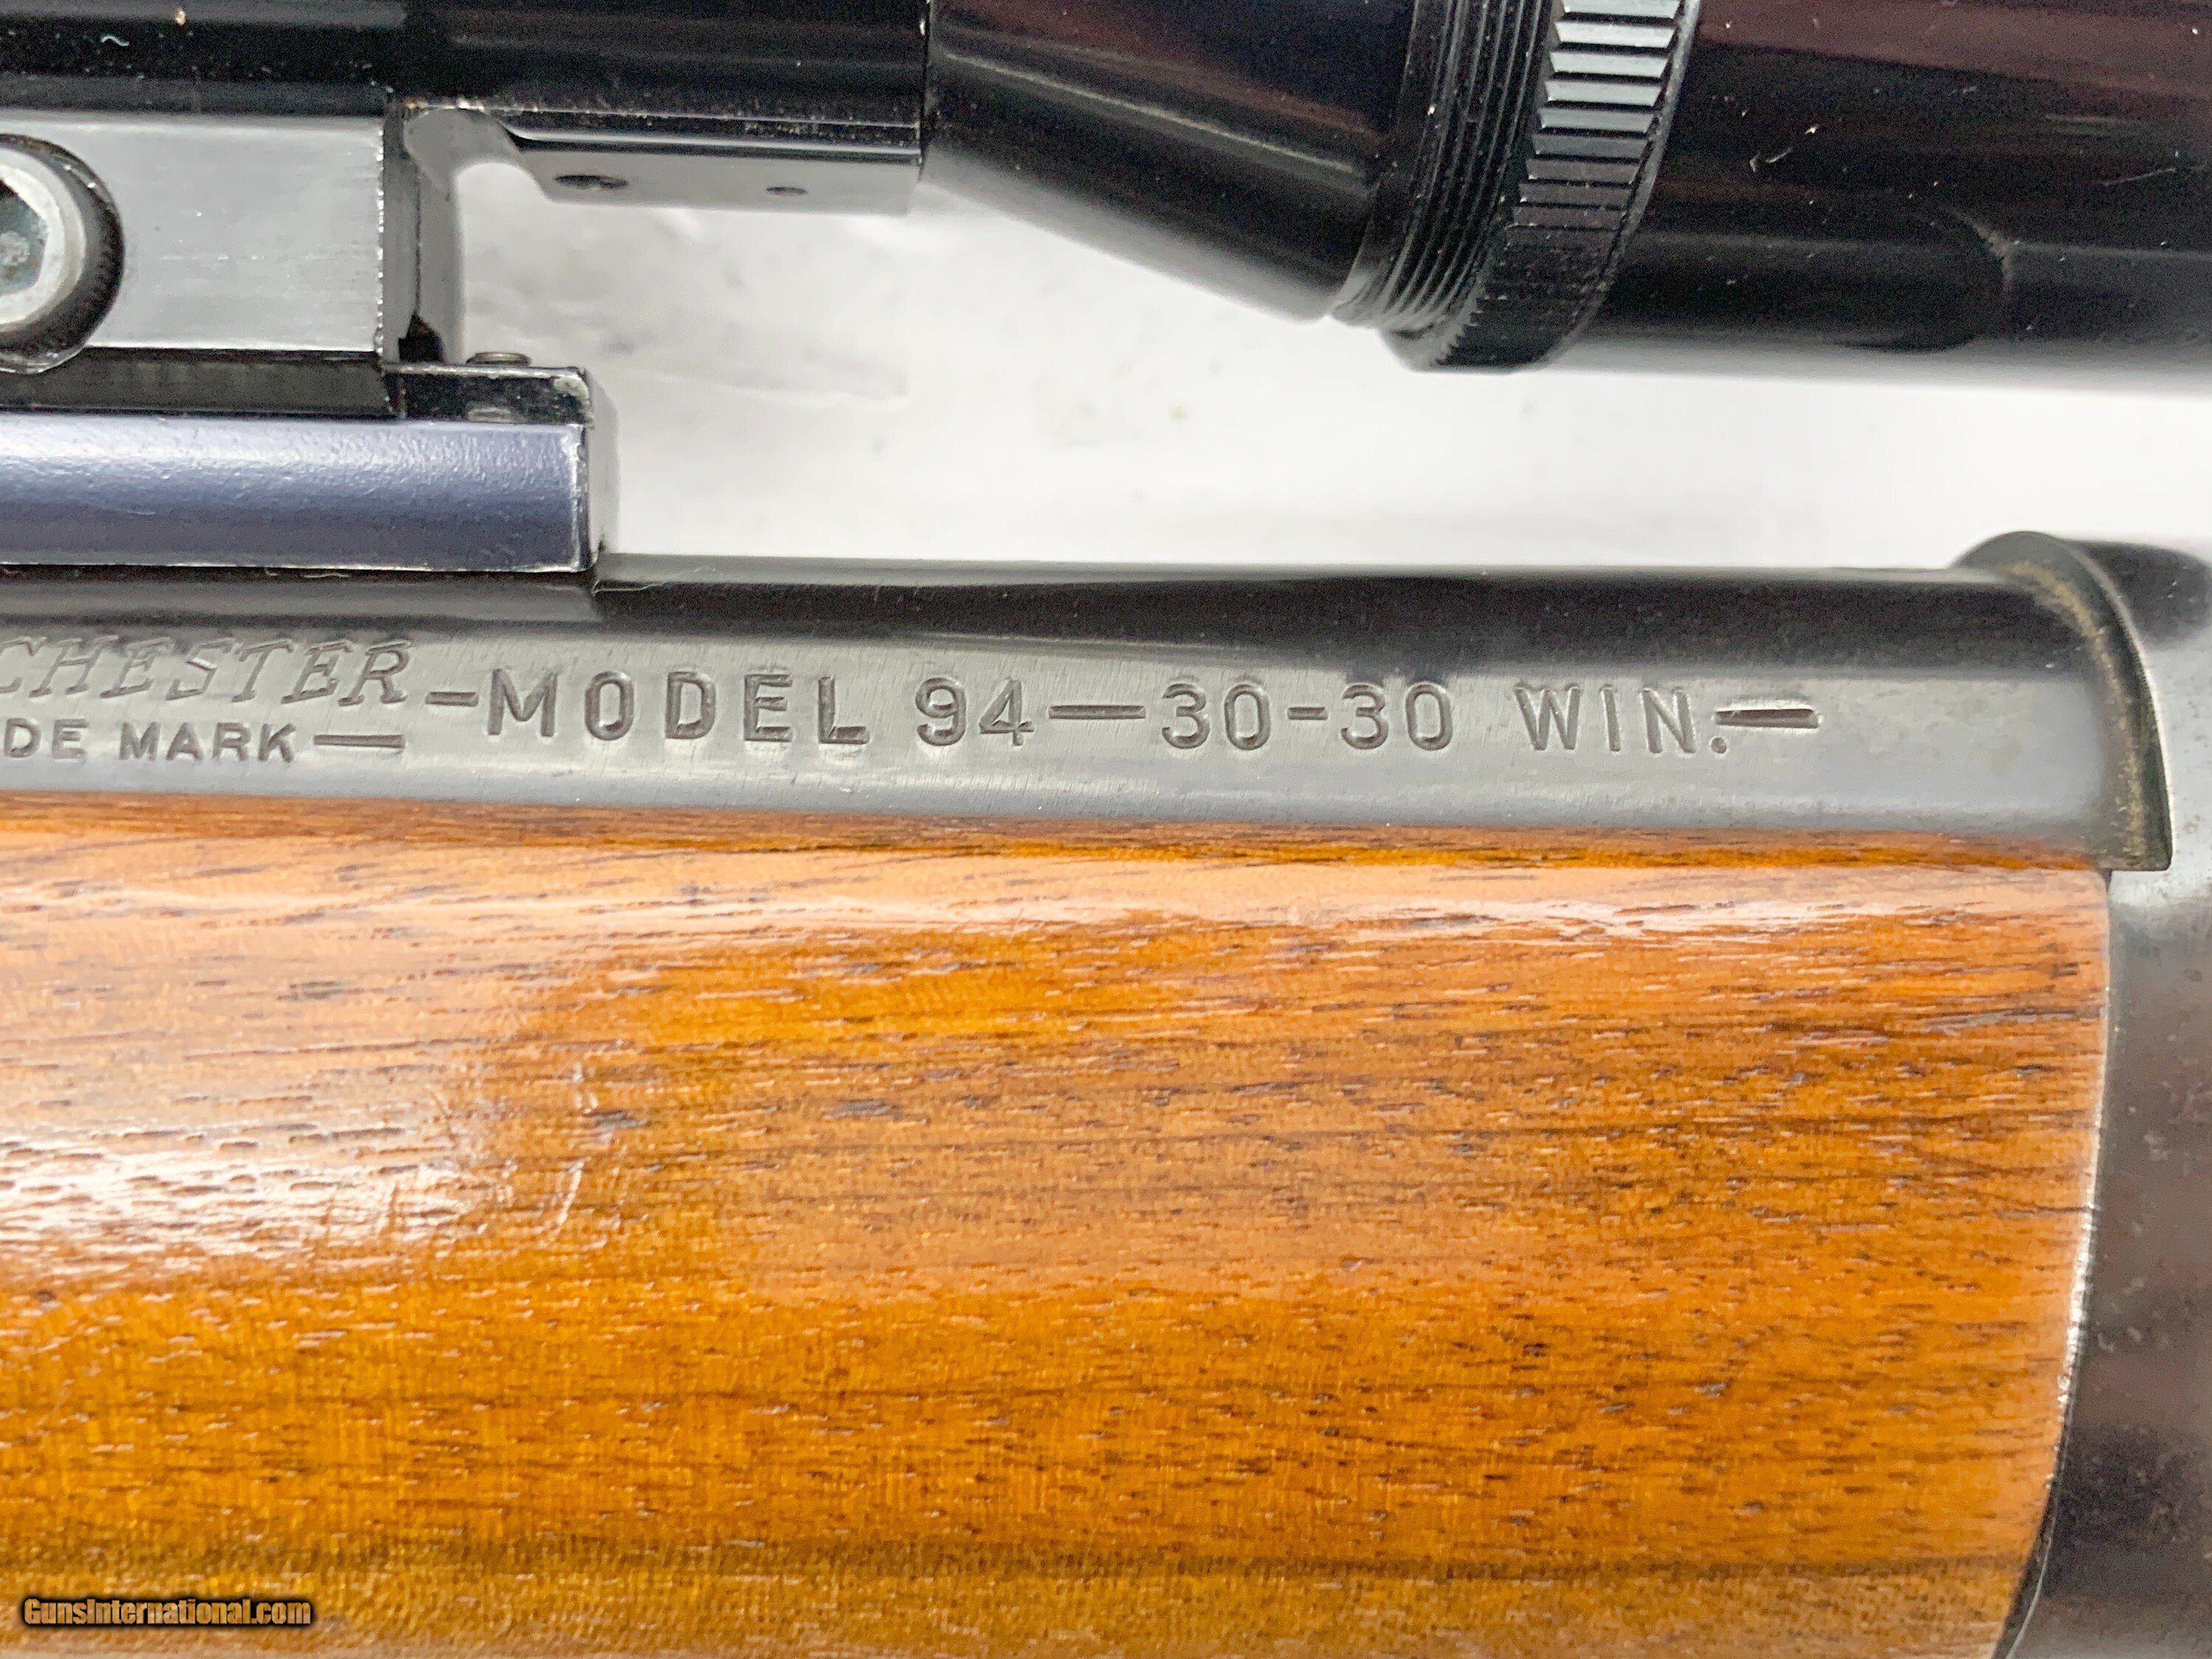 CHESTER -MODEL 94—30-30 WIN.—
DE MARK—
GunsInternational.com